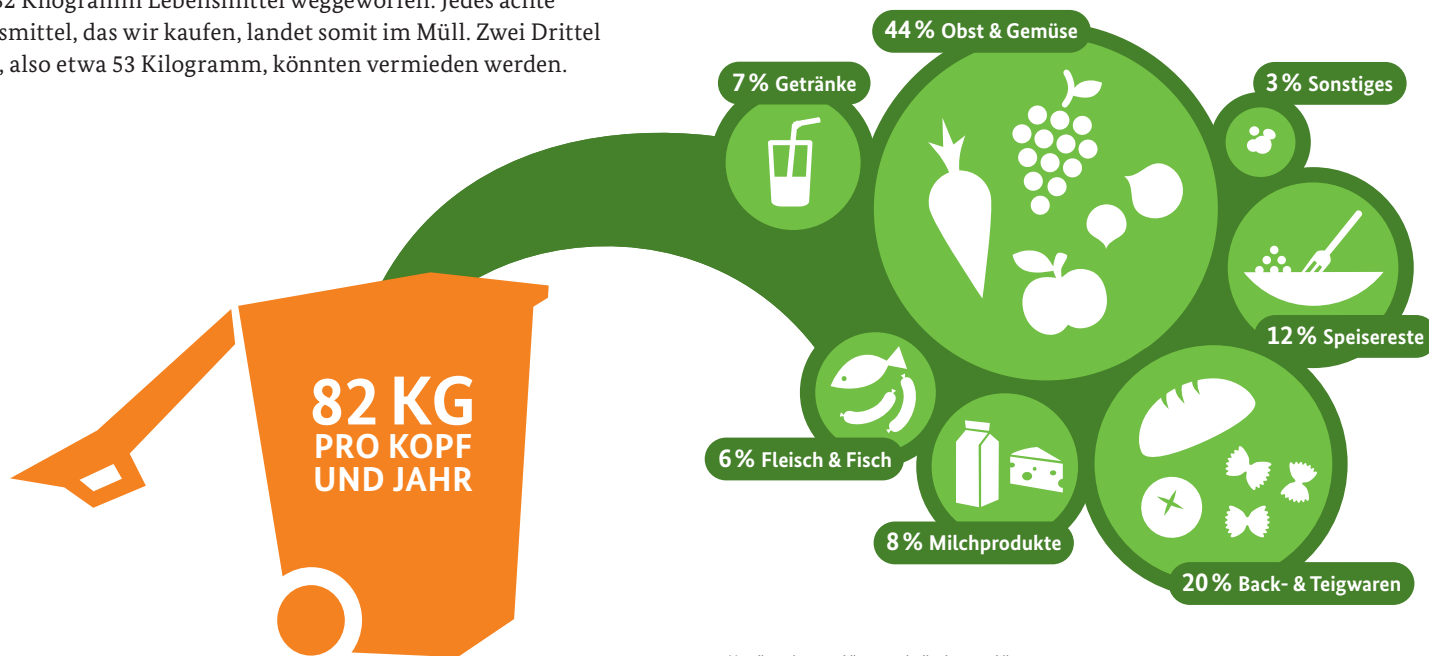 Kilogramm Lebensmittel weggeworfen. Jedes achte
das wir kaufen, landet somit im Müll. Zwei Drittel
, also etwa 53 Kilogramm, könnten vermieden werden.
44 % Obst & Gemüse
7 % Getränke
3 % Sonstiges
12 % Speisereste
82 KG
PRO KOPF
UND JAHR
6 % Fleisch & Fisch
8 % Milchprodukte
20 % Back- & Teigwaren